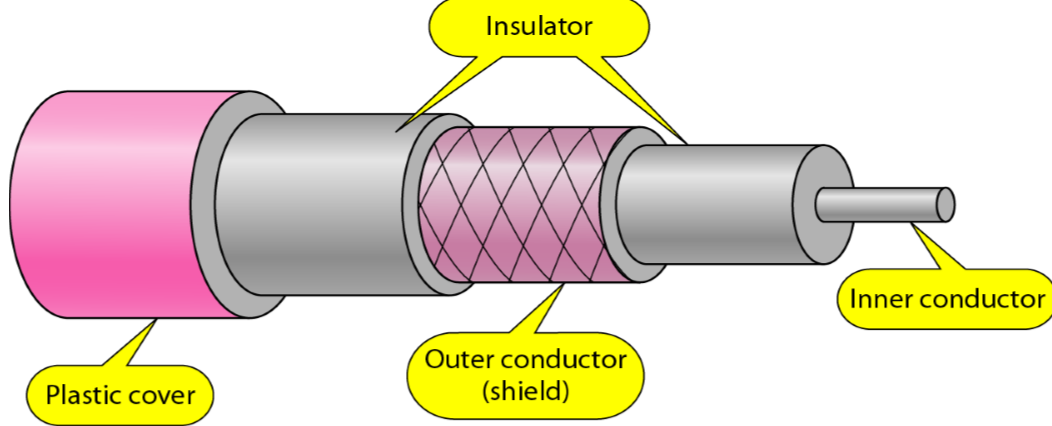 Insulator
Inner conductor
Outer conductor
(shield)
Plastic cover